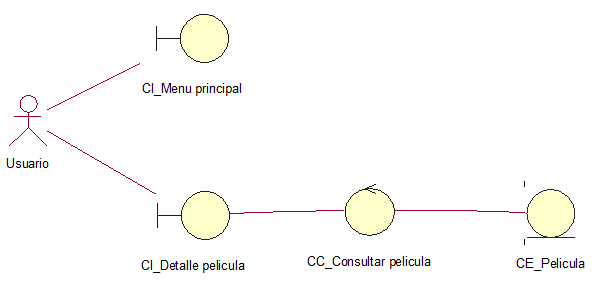 CI_Menu principal
Usuario
CI_Detalle pelicula
CC_Consultar pelicula
CE_Pelicula